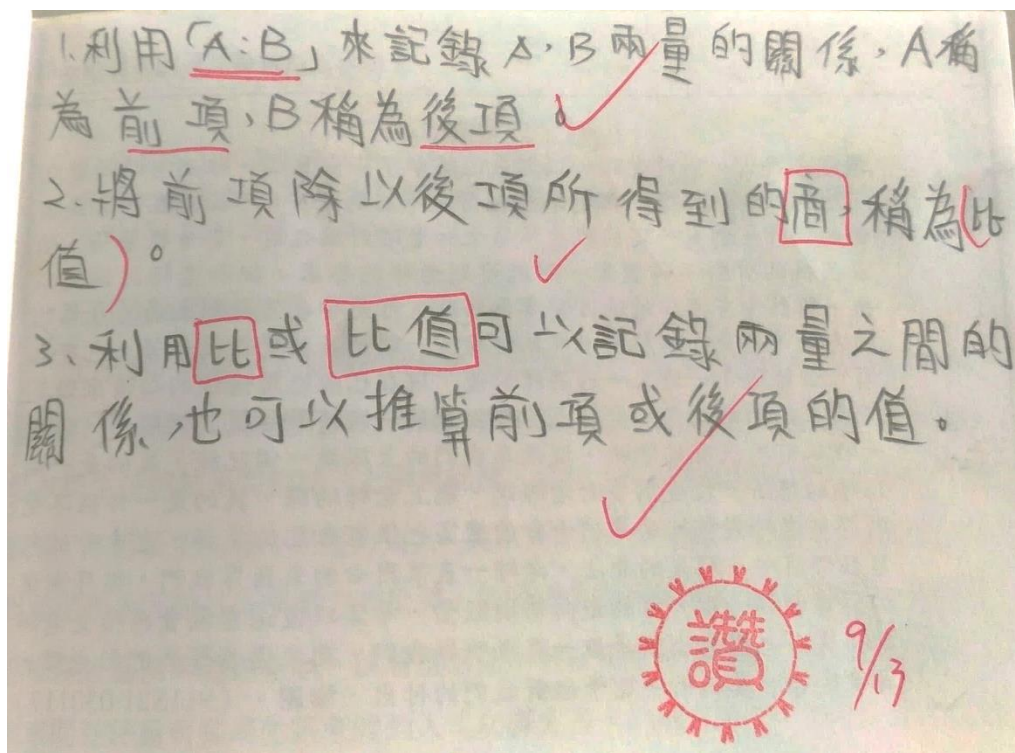 1.利用「A:B」來記錄A,B兩量的關係,A稱
為前項,B稱為後項。
2.將前項除以後項所得到的商,稱為(比
值)。
3、利用比或比值可以記錄兩量之間的
關係,也可以推算前項或後項的值。
讚
9/13